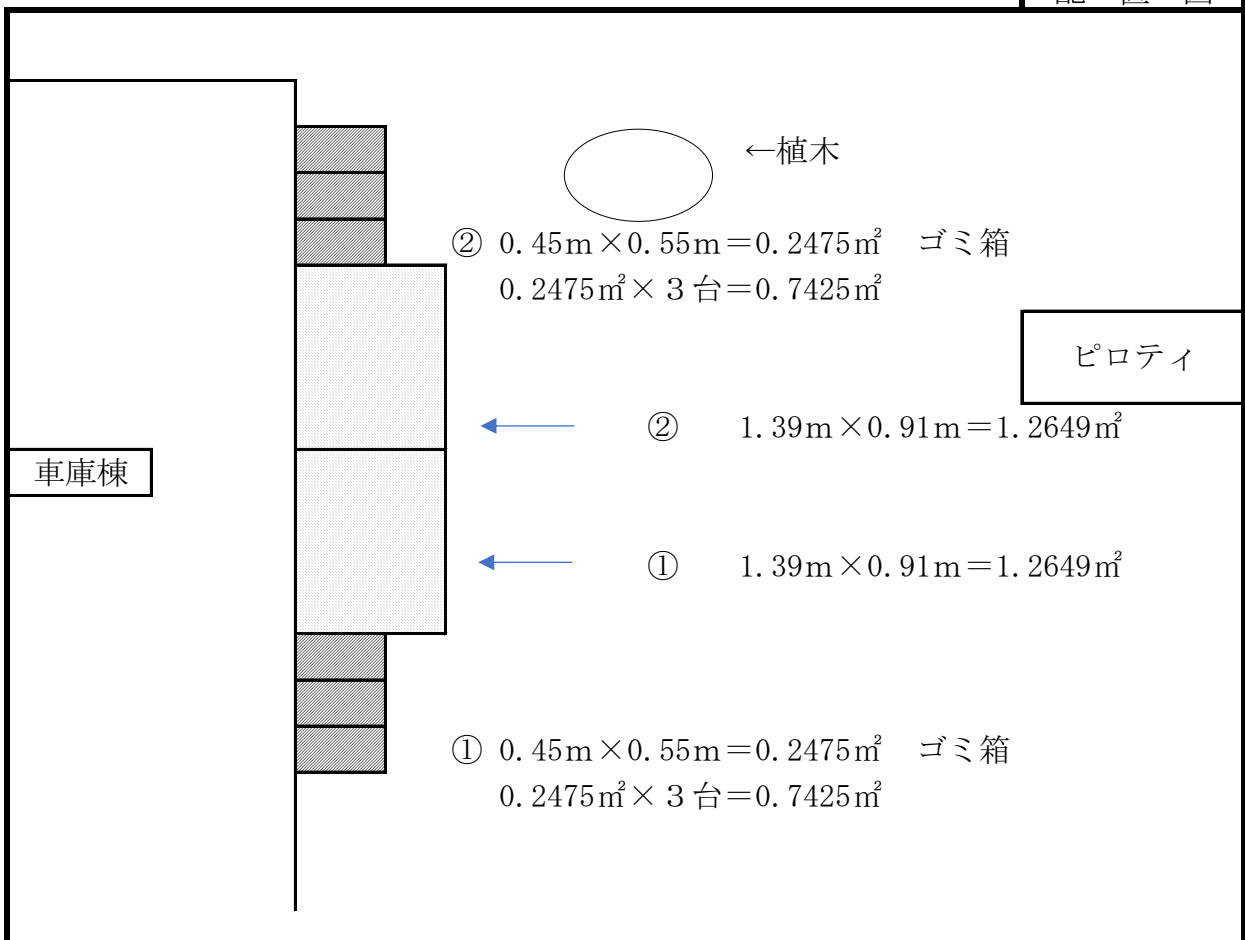 ←植木
② 0.45m×0.55m=0.2475㎡ ゴミ箱
0.2475㎡×3台=0.7425㎡
ピロティ
② 1.39m×0.91m=1.2649㎡
車庫棟
① 1.39m×0.91m=1.2649㎡
① 0.45m×0.55m=0.2475㎡ ゴミ箱
0.2475㎡×3台=0.7425㎡